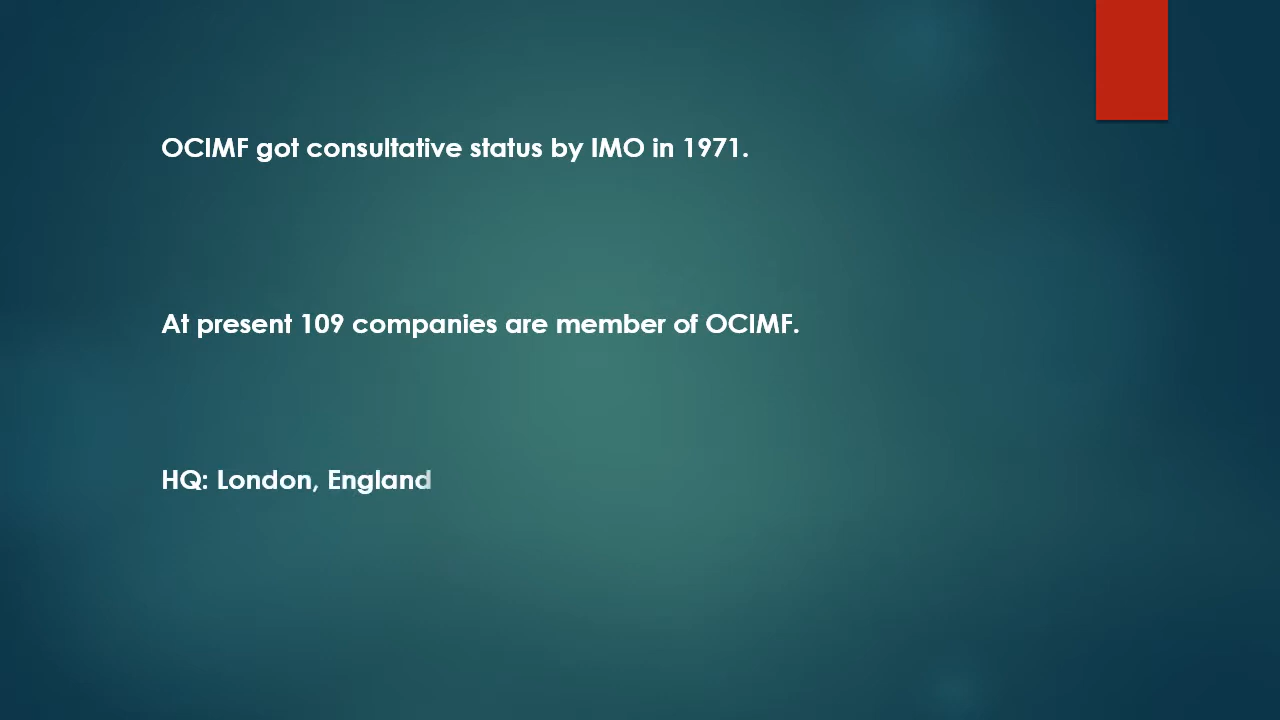 OCIMF got consultative status by IMO in 1971.
At present 109 companies are member of OCIMF.
HQ: London, England